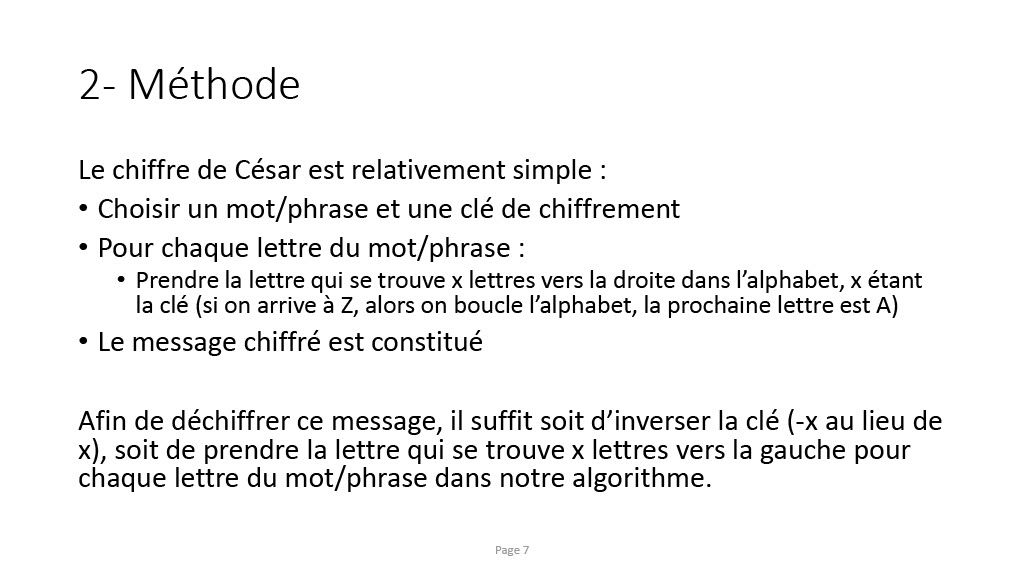 2- Méthode
Le chiffre de César est relativement simple :
• Choisir un mot/phrase et une clé de chiffrement
• Pour chaque lettre du mot/phrase :
• Prendre la lettre qui se trouve x lettres vers la droite dans l’alphabet, x étant
la clé (si on arrive à Z, alors on boucle l’alphabet, la prochaine lettre est A)
• Le message chiffré est constitué
Afin de déchiffrer ce message, il suffit soit d’inverser la clé (-x au lieu de
x), soit de prendre la lettre qui se trouve x lettres vers la gauche pour
chaque lettre du mot/phrase dans notre algorithme.
Page 7